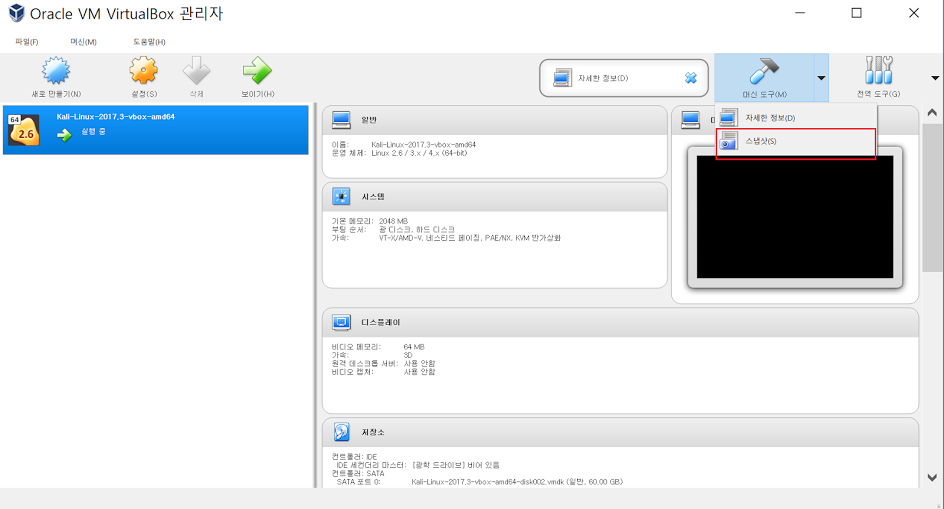 Oracle VM VirtualBox 관리자
파일(F) 머신(M) 도움말(H)
새로 만들기(N) 설정(S) 삭제 보이기(H) 자세한 정보(D) 머신 도구(M) 전역 도구(G)
자세한 정보(D)
스냅샷(S)
64
2.6
Kali-Linux-2017.3-vbox-amd64
실행 중
일반
이름: Kali-Linux-2017.3-vbox-amd64
운영 체제: Linux 2.6 / 3.x / 4.x (64-bit)
시스템
기본 메모리: 2048 MB
부팅 순서: 광 디스크, 하드 디스크
가속: VT-x/AMD-V, 네스티드 페이징, PAE/NX, KVM 반가상화
디스플레이
비디오 메모리: 64 MB
가속: 3D
원격 데스크톱 서버: 사용 안함
비디오 캡처: 사용 안함
저장소
컨트롤러: IDE
IDE 세컨더리 마스터: [광학 드라이브] 비어 있음
컨트롤러: SATA
SATA 포트 0: Kali-Linux-2017.3-vbox-amd64-disk002.vmdk (일반, 60.00 GB)